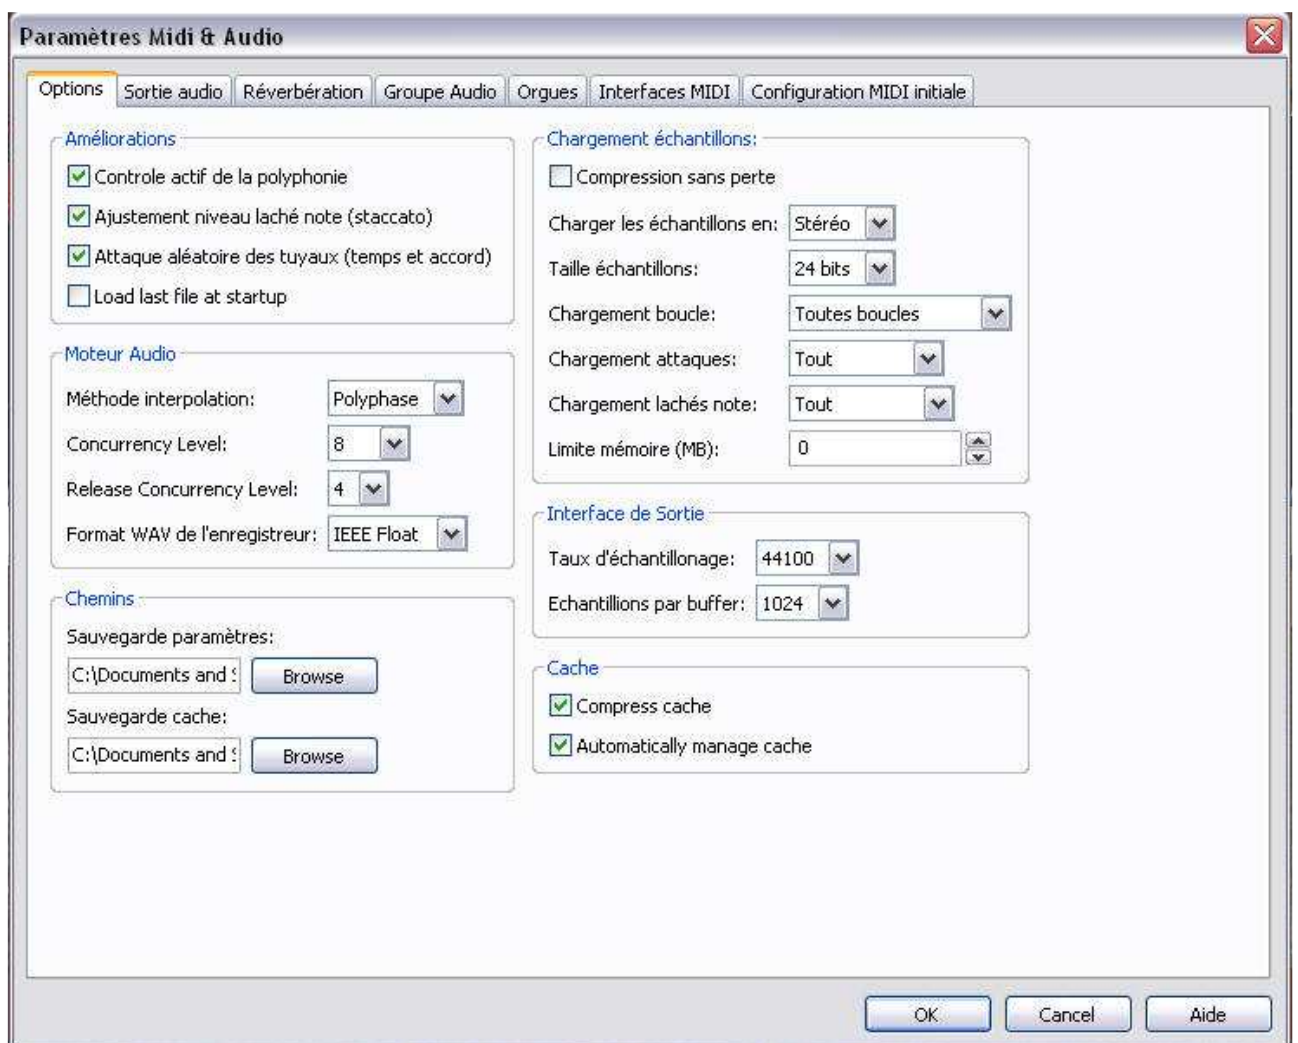 Paramètres Midi & Audio
Options Sortie audio Réverbération Groupe Audio Orgues Interfaces MIDI Configuration MIDI initiale
Améliorations
Controle actif de la polyphonie
Ajustement niveau laché note (staccato)
Attaque aléatoire des tuyaux (temps et accord)
Load last file at startup
Moteur Audio
Méthode interpolation: Polyphase
Concurrency Level: 8
Release Concurrency Level: 4
Format WAV de l'enregistreur: IEEE Float
Chemins
Sauvegarde paramètres:
C:\Documents and Browse
Sauvegarde cache:
C:\Documents and Browse
Chargement échantillons:
Compression sans perte
Charger les échantillons en: Stéréo
Taille échantillons: 24 bits
Chargement boucle: Toutes boucles
Chargement attaques: Tout
Chargement lachés note: Tout
Limite mémoire (MB): 0
Interface de Sortie
Taux d'échantillonage: 44100
Echantillions par buffer: 1024
Cache
Compress cache
Automatically manage cache
OK Cancel Aide